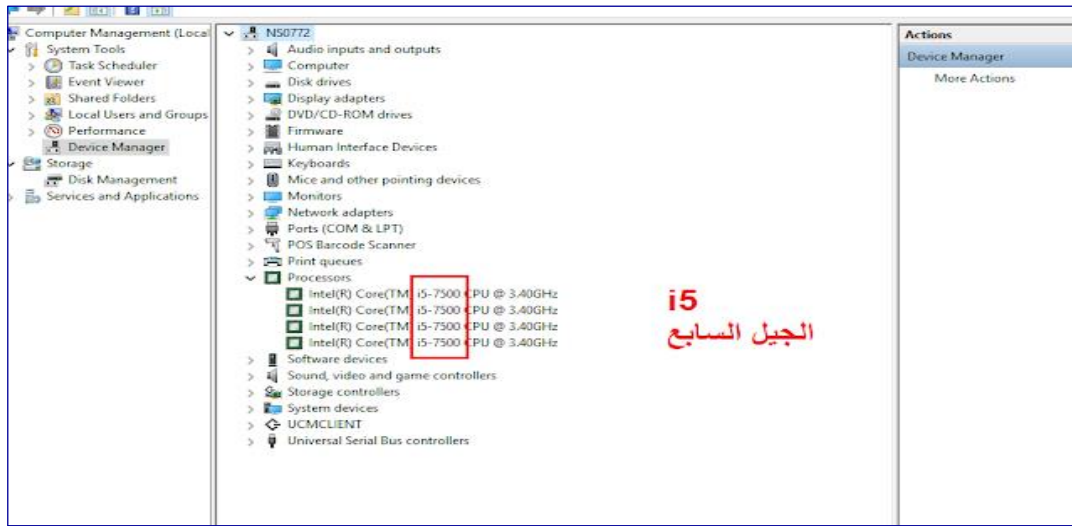 Computer Management (Local
System Tools
Task Scheduler
Event Viewer
Shared Folders
Local Users and Groups
Performance
Device Manager
Storage
Disk Management
Services and Applications
NS0772
Audio inputs and outputs
Computer
Disk drives
Display adapters
DVD/CD-ROM drives
Firmware
Human Interface Devices
Keyboards
Mice and other pointing devices
Monitors
Network adapters
Ports (COM & LPT)
POS Barcode Scanner
Print queues
Processors
Intel(R) Core(TM) i5-7500 CPU @ 3.40GHz
Intel(R) Core(TM) i5-7500 CPU @ 3.40GHz
Intel(R) Core(TM) i5-7500 CPU @ 3.40GHz
Intel(R) Core(TM) i5-7500 CPU @ 3.40GHz
Software devices
Sound, video and game controllers
Storage controllers
System devices
UCMCLIENT
Universal Serial Bus controllers
i5
الجيل السابع
Actions
Device Manager
More Actions